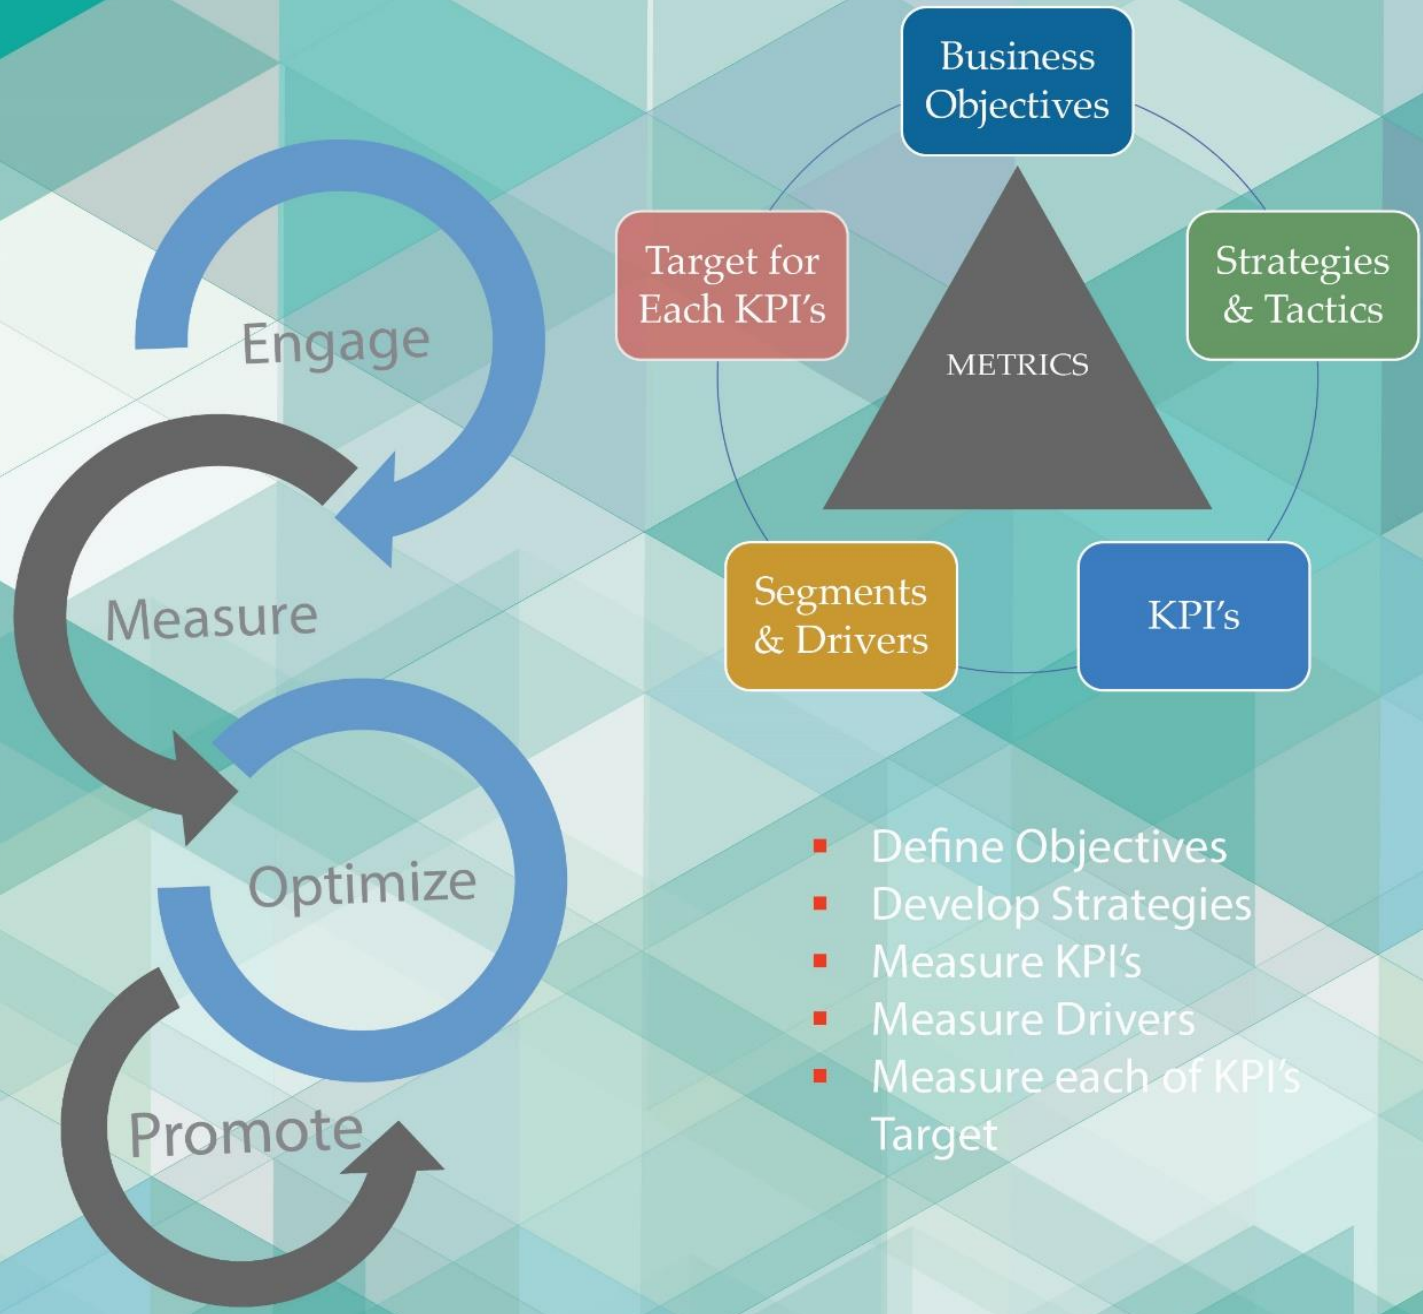 Engage
Measure
Optimize
Promote
Business
Objectives
Target for
Each KPI's
Strategies
& Tactics
METRICS
Segments
& Drivers
KPI's
Define Objectives
Develop Strategies
Measure KPI's
Measure Drivers
Measure each of KPI's
Target